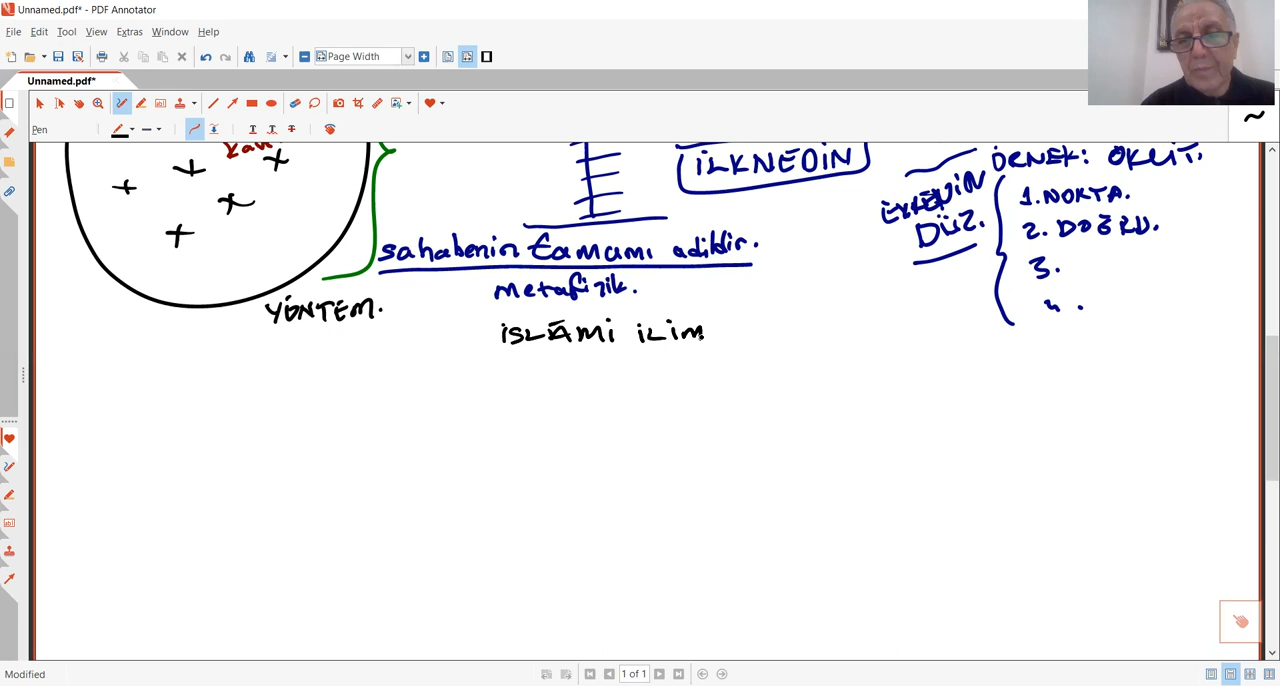 Unnamed.pdf* - PDF Annotator
File Edit Tool View Extras Window Help
Page Width
Unnamed.pdf*
Pen
İLKNEDİN
ÖRNEK: ÖKLİT.
DÜZ.
1. NOKTA.
2. DOĞRU.
3.
4.
sahabenin tamamı adildir.
metafizik.
YÖNTEM.
İSLÂMİ İLİM
1 of 1
Modified